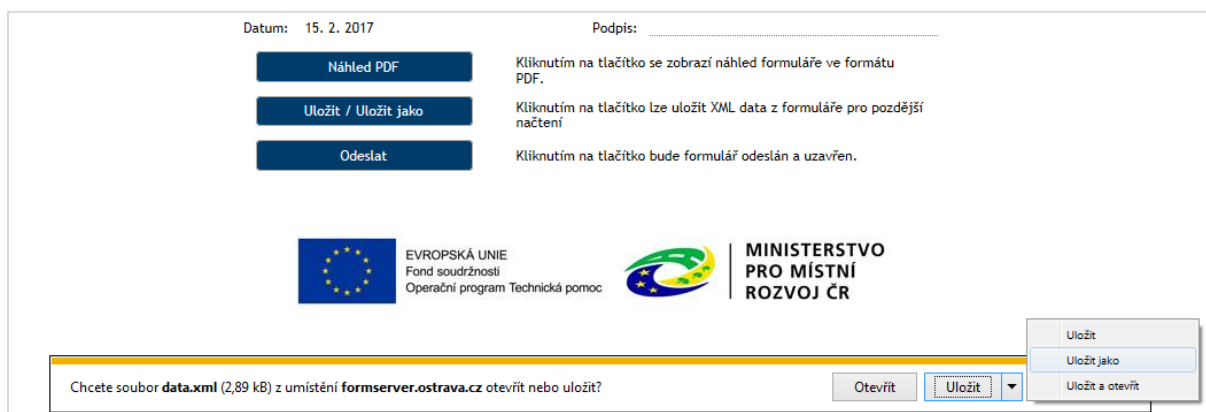 Datum: 15. 2. 2017 Podpis:
Náhled PDF Kliknutím na tlačítko se zobrazí náhled formuláře ve formátu
PDF.
Uložit / Uložit jako Kliknutím na tlačítko lze uložit XML data z formuláře pro pozdější
načtení
Odeslat Kliknutím na tlačítko bude formulář odeslán a uzavřen.
EVROPSKÁ UNIE
Fond soudržnosti
Operační program Technická pomoc
MINISTERSTVO
PRO MÍSTNÍ
ROZVOJ ČR
Uložit
Uložit jako
Uložit a otevřít
Chcete soubor data.xml (2,89 kB) z umístění formserver.ostrava.cz otevřít nebo uložit? Otevřít Uložit